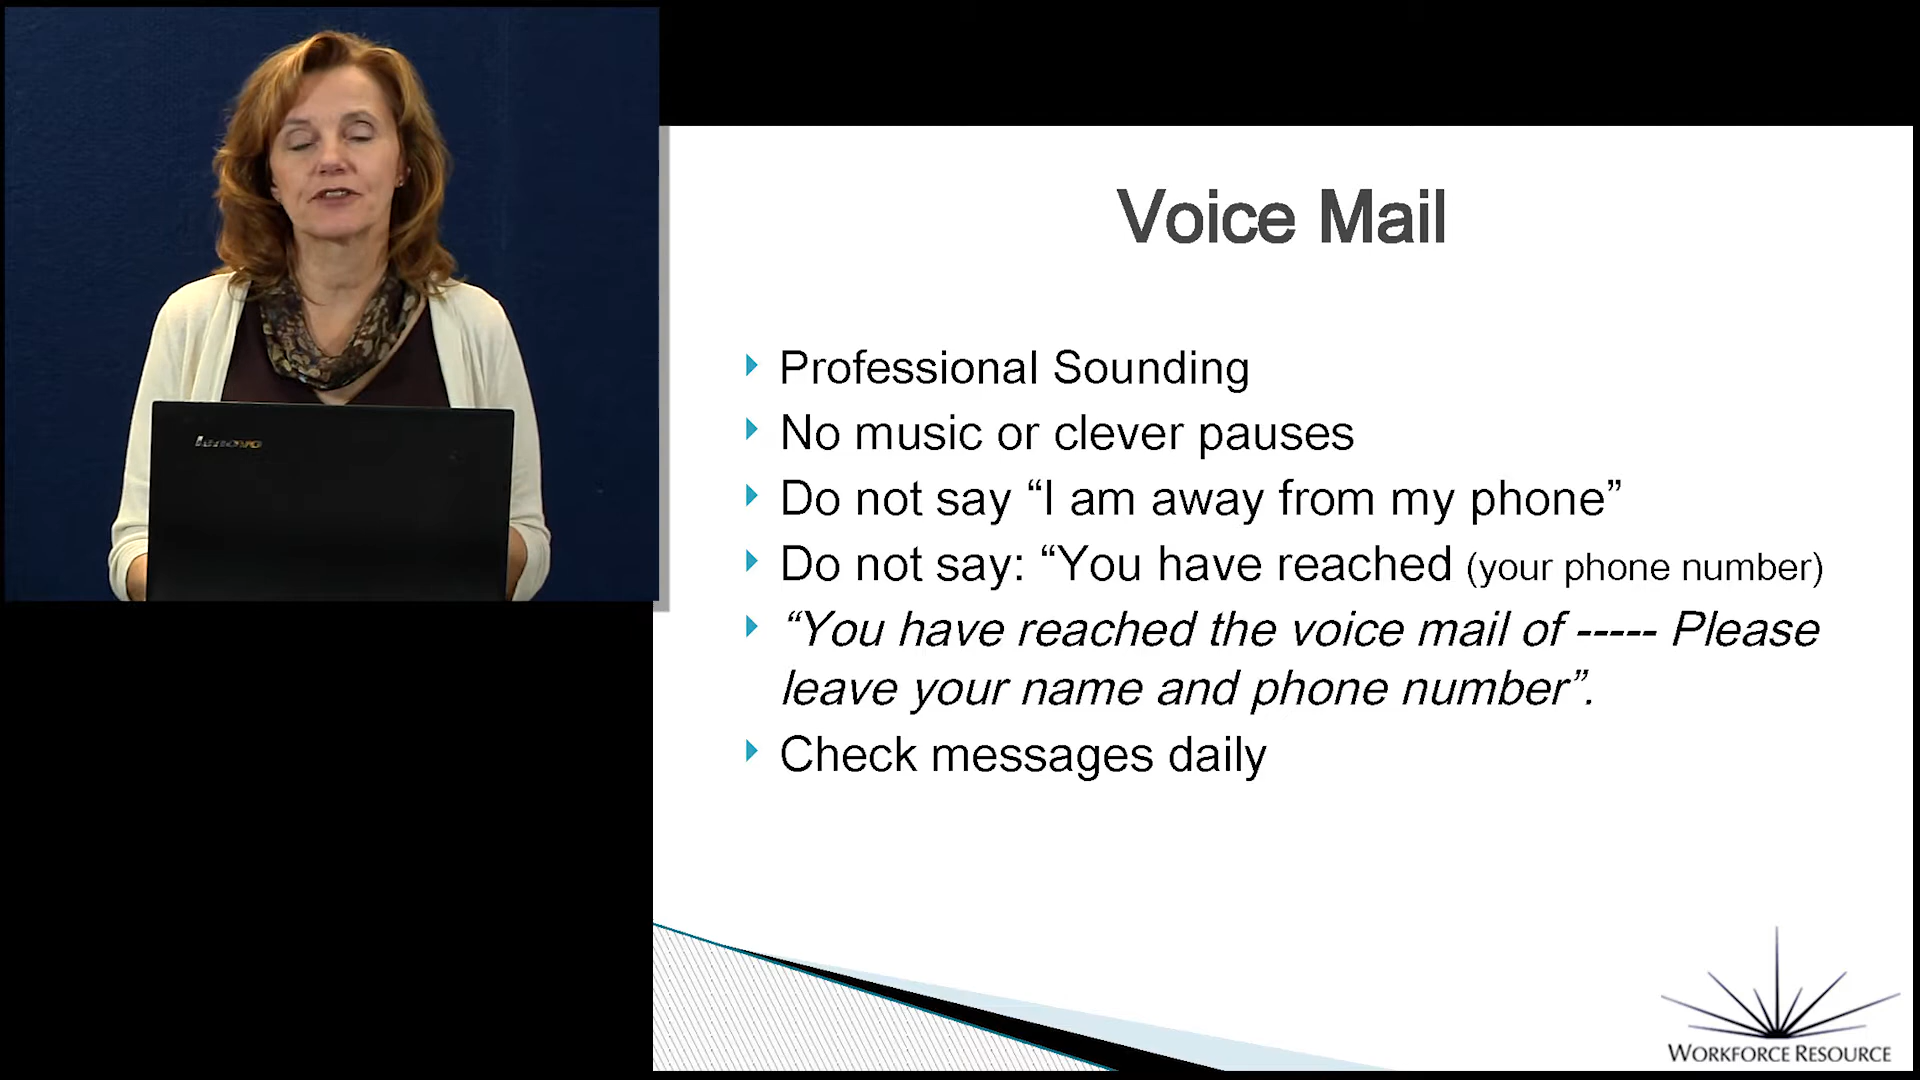 lenovo
Voice Mail
Professional Sounding
No music or clever pauses
Do not say “I am away from my phone”
Do not say: “You have reached (your phone number)
“You have reached the voice mail of ----- Please
leave your name and phone number”.
Check messages daily
WORKFORCE RESOURCE